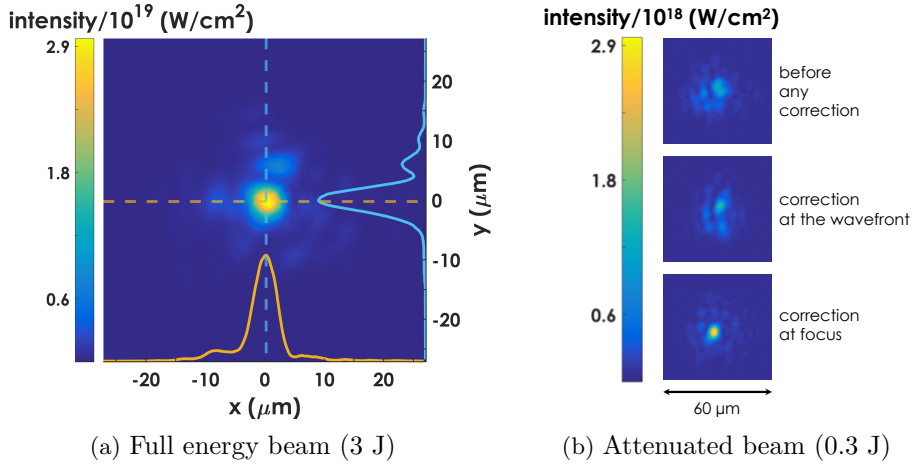 intensity/10¹⁹ (W/cm²)
2.9
1.8
0.6
20
10
0
-10
-20
y (μm)
-20
-10
0
10
20
x (μm)
(a) Full energy beam (3 J)
intensity/10¹⁸ (W/cm²)
2.9
1.8
0.6
before
any
correction
correction
at the wavefront
correction
at focus
60 μm
(b) Attenuated beam (0.3 J)